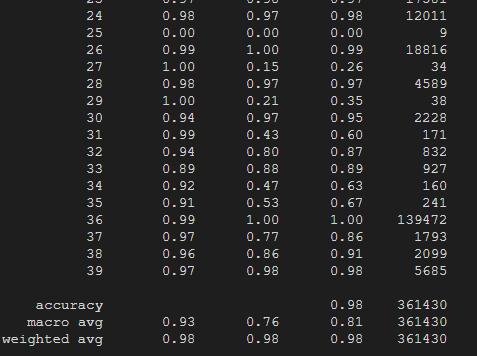 24 0.98 0.97 0.98 12011
25 0.00 0.00 0.00 9
26 0.99 1.00 0.99 18816
27 1.00 0.15 0.26 34
28 0.98 0.97 0.97 4589
29 1.00 0.21 0.35 38
30 0.94 0.97 0.95 2228
31 0.99 0.43 0.60 171
32 0.94 0.80 0.87 832
33 0.89 0.88 0.89 927
34 0.92 0.47 0.63 160
35 0.91 0.53 0.67 241
36 0.99 1.00 1.00 139472
37 0.97 0.77 0.86 1793
38 0.96 0.86 0.91 2099
39 0.97 0.98 0.98 5685
accuracy 0.98 361430
macro avg 0.93 0.76 0.81 361430
weighted avg 0.98 0.98 0.98 361430